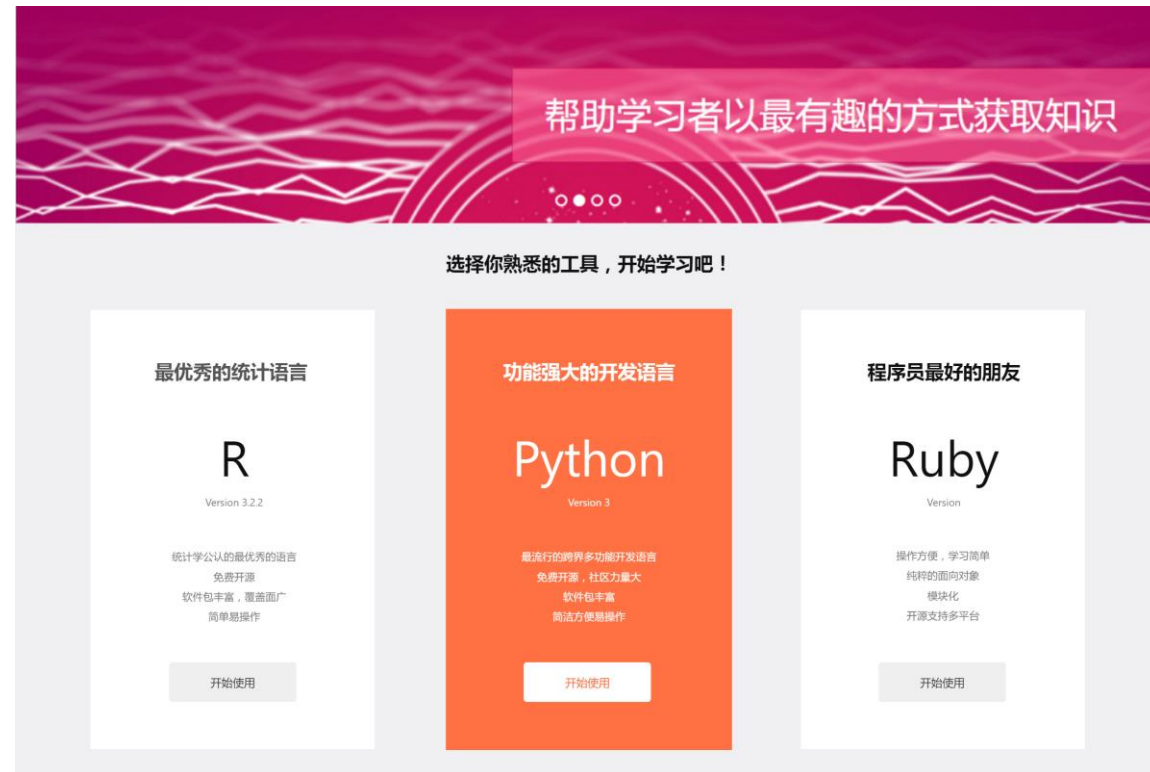 帮助学习者以最有趣的方式获取知识
选择你熟悉的工具，开始学习吧！
最优秀的统计语言
R
Version 3.2.2
统计学公认的最优秀的语言
免费开源
软件包丰富，覆盖面广
简单易操作
开始使用
功能强大的开发语言
Python
Version 3
最流行的跨界多功能开发语言
免费开源，社区力量大
软件包丰富
简洁方便易操作
开始使用
程序员最好的朋友
Ruby
Version
操作方便，学习简单
纯粹的面向对象
模块化
开源支持多平台
开始使用